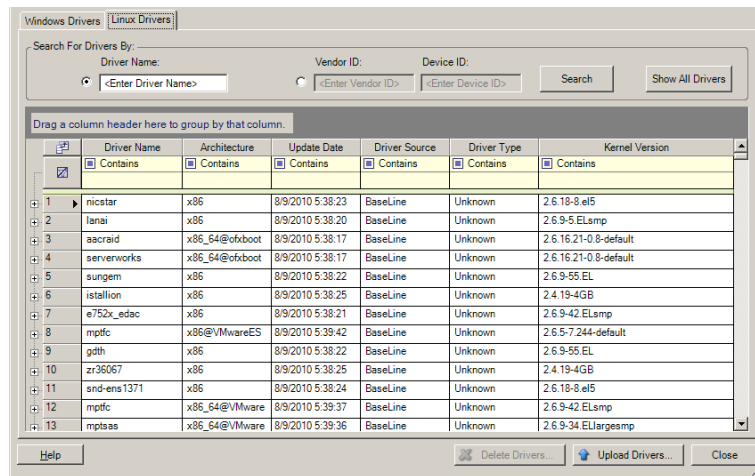 Windows Drivers Linux Drivers
Search For Drivers By:
Driver Name: Vendor ID: Device ID:
<Enter Driver Name> <Enter Vendor ID> <Enter Device ID> Search Show All Drivers
Drag a column header here to group by that column.
Driver Name Architecture Update Date Driver Source Driver Type Kernel Version
Contains Contains Contains Contains Contains Contains
1 nicstar x86 8/9/2010 5:38:23 BaseLine Unknown 2.6.18-8.el5
2 lanai x86 8/9/2010 5:38:20 BaseLine Unknown 2.6.9-5.ELsmp
3 aacraid x86_64@ofxboot 8/9/2010 5:38:17 BaseLine Unknown 2.6.16.21-0.8-default
4 serverworks x86_64@ofxboot 8/9/2010 5:38:17 BaseLine Unknown 2.6.16.21-0.8-default
5 sungem x86 8/9/2010 5:38:22 BaseLine Unknown 2.6.9-55.EL
6 istallion x86 8/9/2010 5:38:25 BaseLine Unknown 2.4.19-4GB
7 e752x_edac x86 8/9/2010 5:38:21 BaseLine Unknown 2.6.9-42.ELsmp
8 mptfc x86@VMwareES 8/9/2010 5:39:42 BaseLine Unknown 2.6.5-7.244-default
9 gdth x86 8/9/2010 5:38:22 BaseLine Unknown 2.6.9-55.EL
10 zr36067 x86 8/9/2010 5:38:25 BaseLine Unknown 2.4.19-4GB
11 snd-ens1371 x86 8/9/2010 5:38:24 BaseLine Unknown 2.6.18-8.el5
12 mptfc x86_64@VMware 8/9/2010 5:39:37 BaseLine Unknown 2.6.9-42.ELsmp
13 mptsas x86_64@VMware 8/9/2010 5:39:36 BaseLine Unknown 2.6.9-34.ELlargesmp
Help Delete Drivers... Upload Drivers... Close